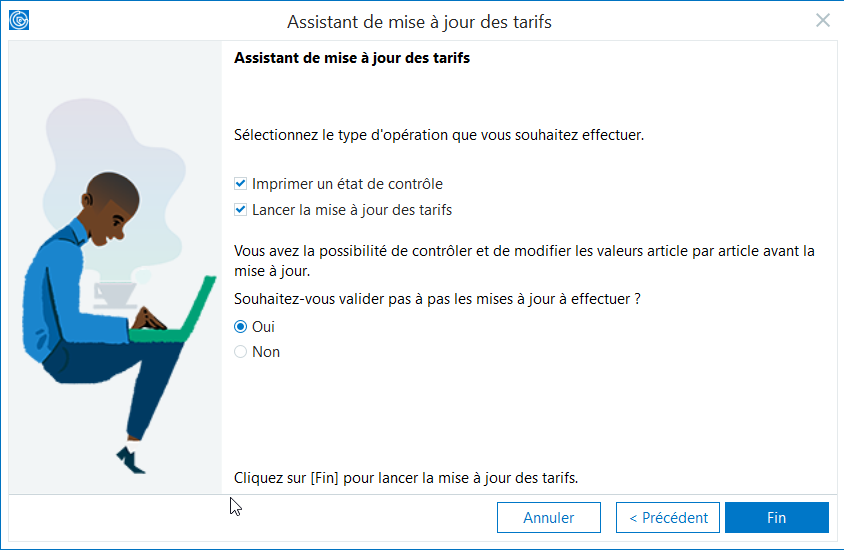 Assistant de mise à jour des tarifs
Assistant de mise à jour des tarifs
Sélectionnez le type d'opération que vous souhaitez effectuer.
Imprimer un état de contrôle
Lancer la mise à jour des tarifs
Vous avez la possibilité de contrôler et de modifier les valeurs article par article avant la
mise à jour.
Souhaitez-vous valider pas à pas les mises à jour à effectuer ?
Oui
Non
Cliquez sur [Fin] pour lancer la mise à jour des tarifs.
Annuler
< Précédent
Fin